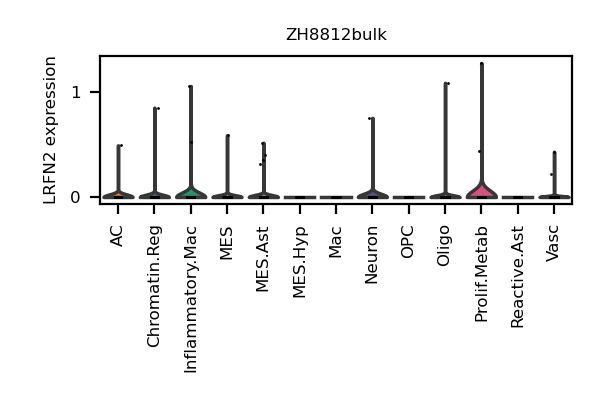 ZH8812bulk
LRFN2 expression
1
0
AC
Chromatin.Reg
Inflammatory.Mac
MES
MES.Ast
MES.Hyp
Mac
Neuron
OPC
Oligo
Prolif.Metab
Reactive.Ast
Vasc